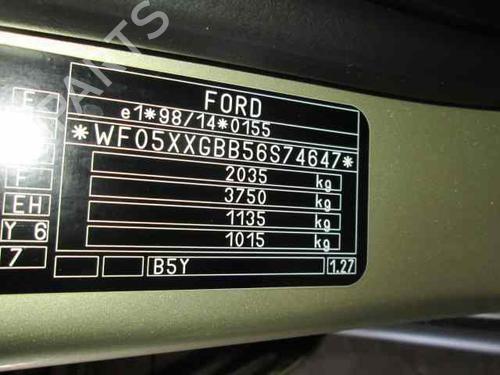 PARTS
FORD
e1*98/14*0155
*WF05XXGBB56S74647*
2035 kg
F
3750 kg
EH
1135 kg
Y 6
1015 kg
7
B5Y 1.27